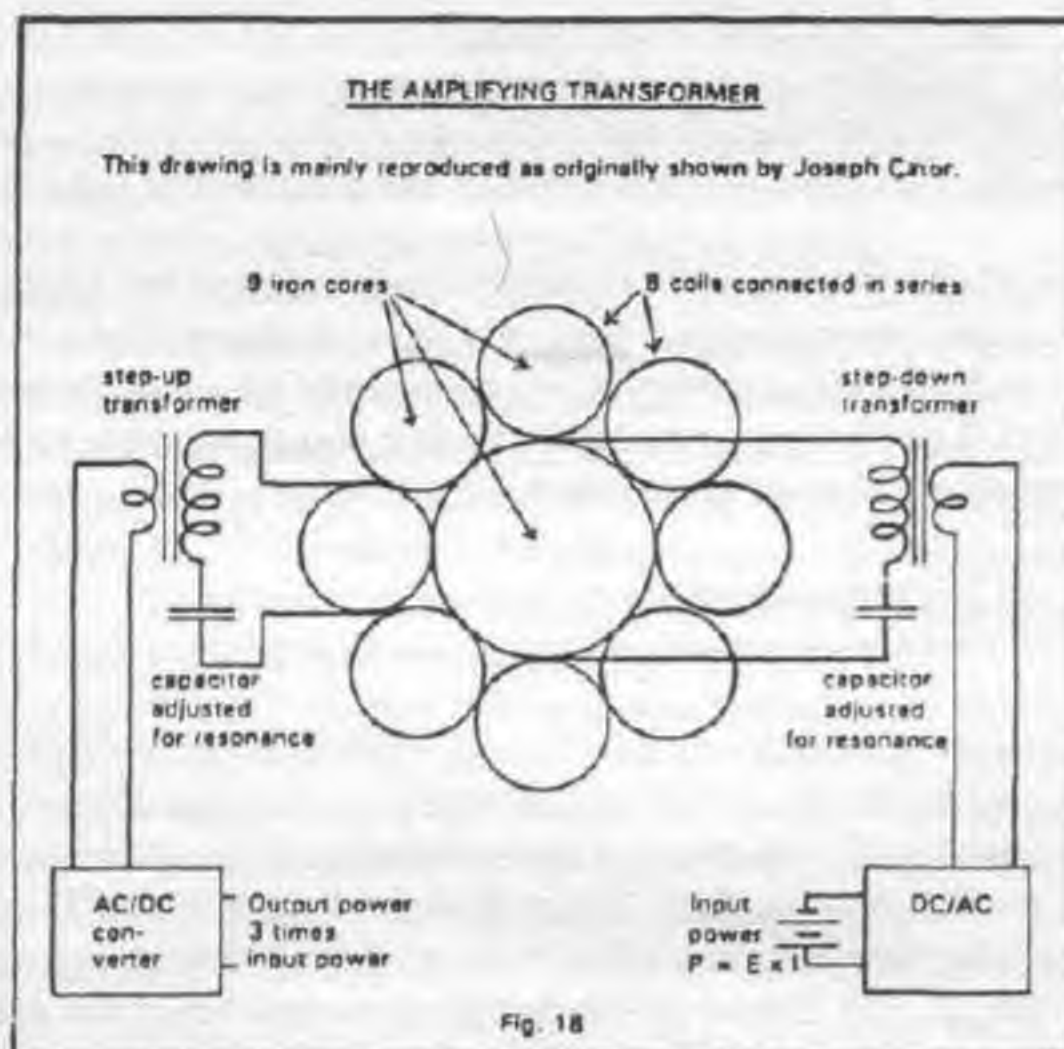 THE AMPLIFYING TRANSFORMER
This drawing is mainly reproduced as originally shown by Joseph
9 iron cores
8 coils connected in series
step-up
transformer
step-down
transformer
capacitor
adjusted
for resonance
capacitor
adjusted
for resonance
AC/DC
con-
verter
Output power
3 times
input power
Input
power
P = E x I
DC/AC
Fig. 18